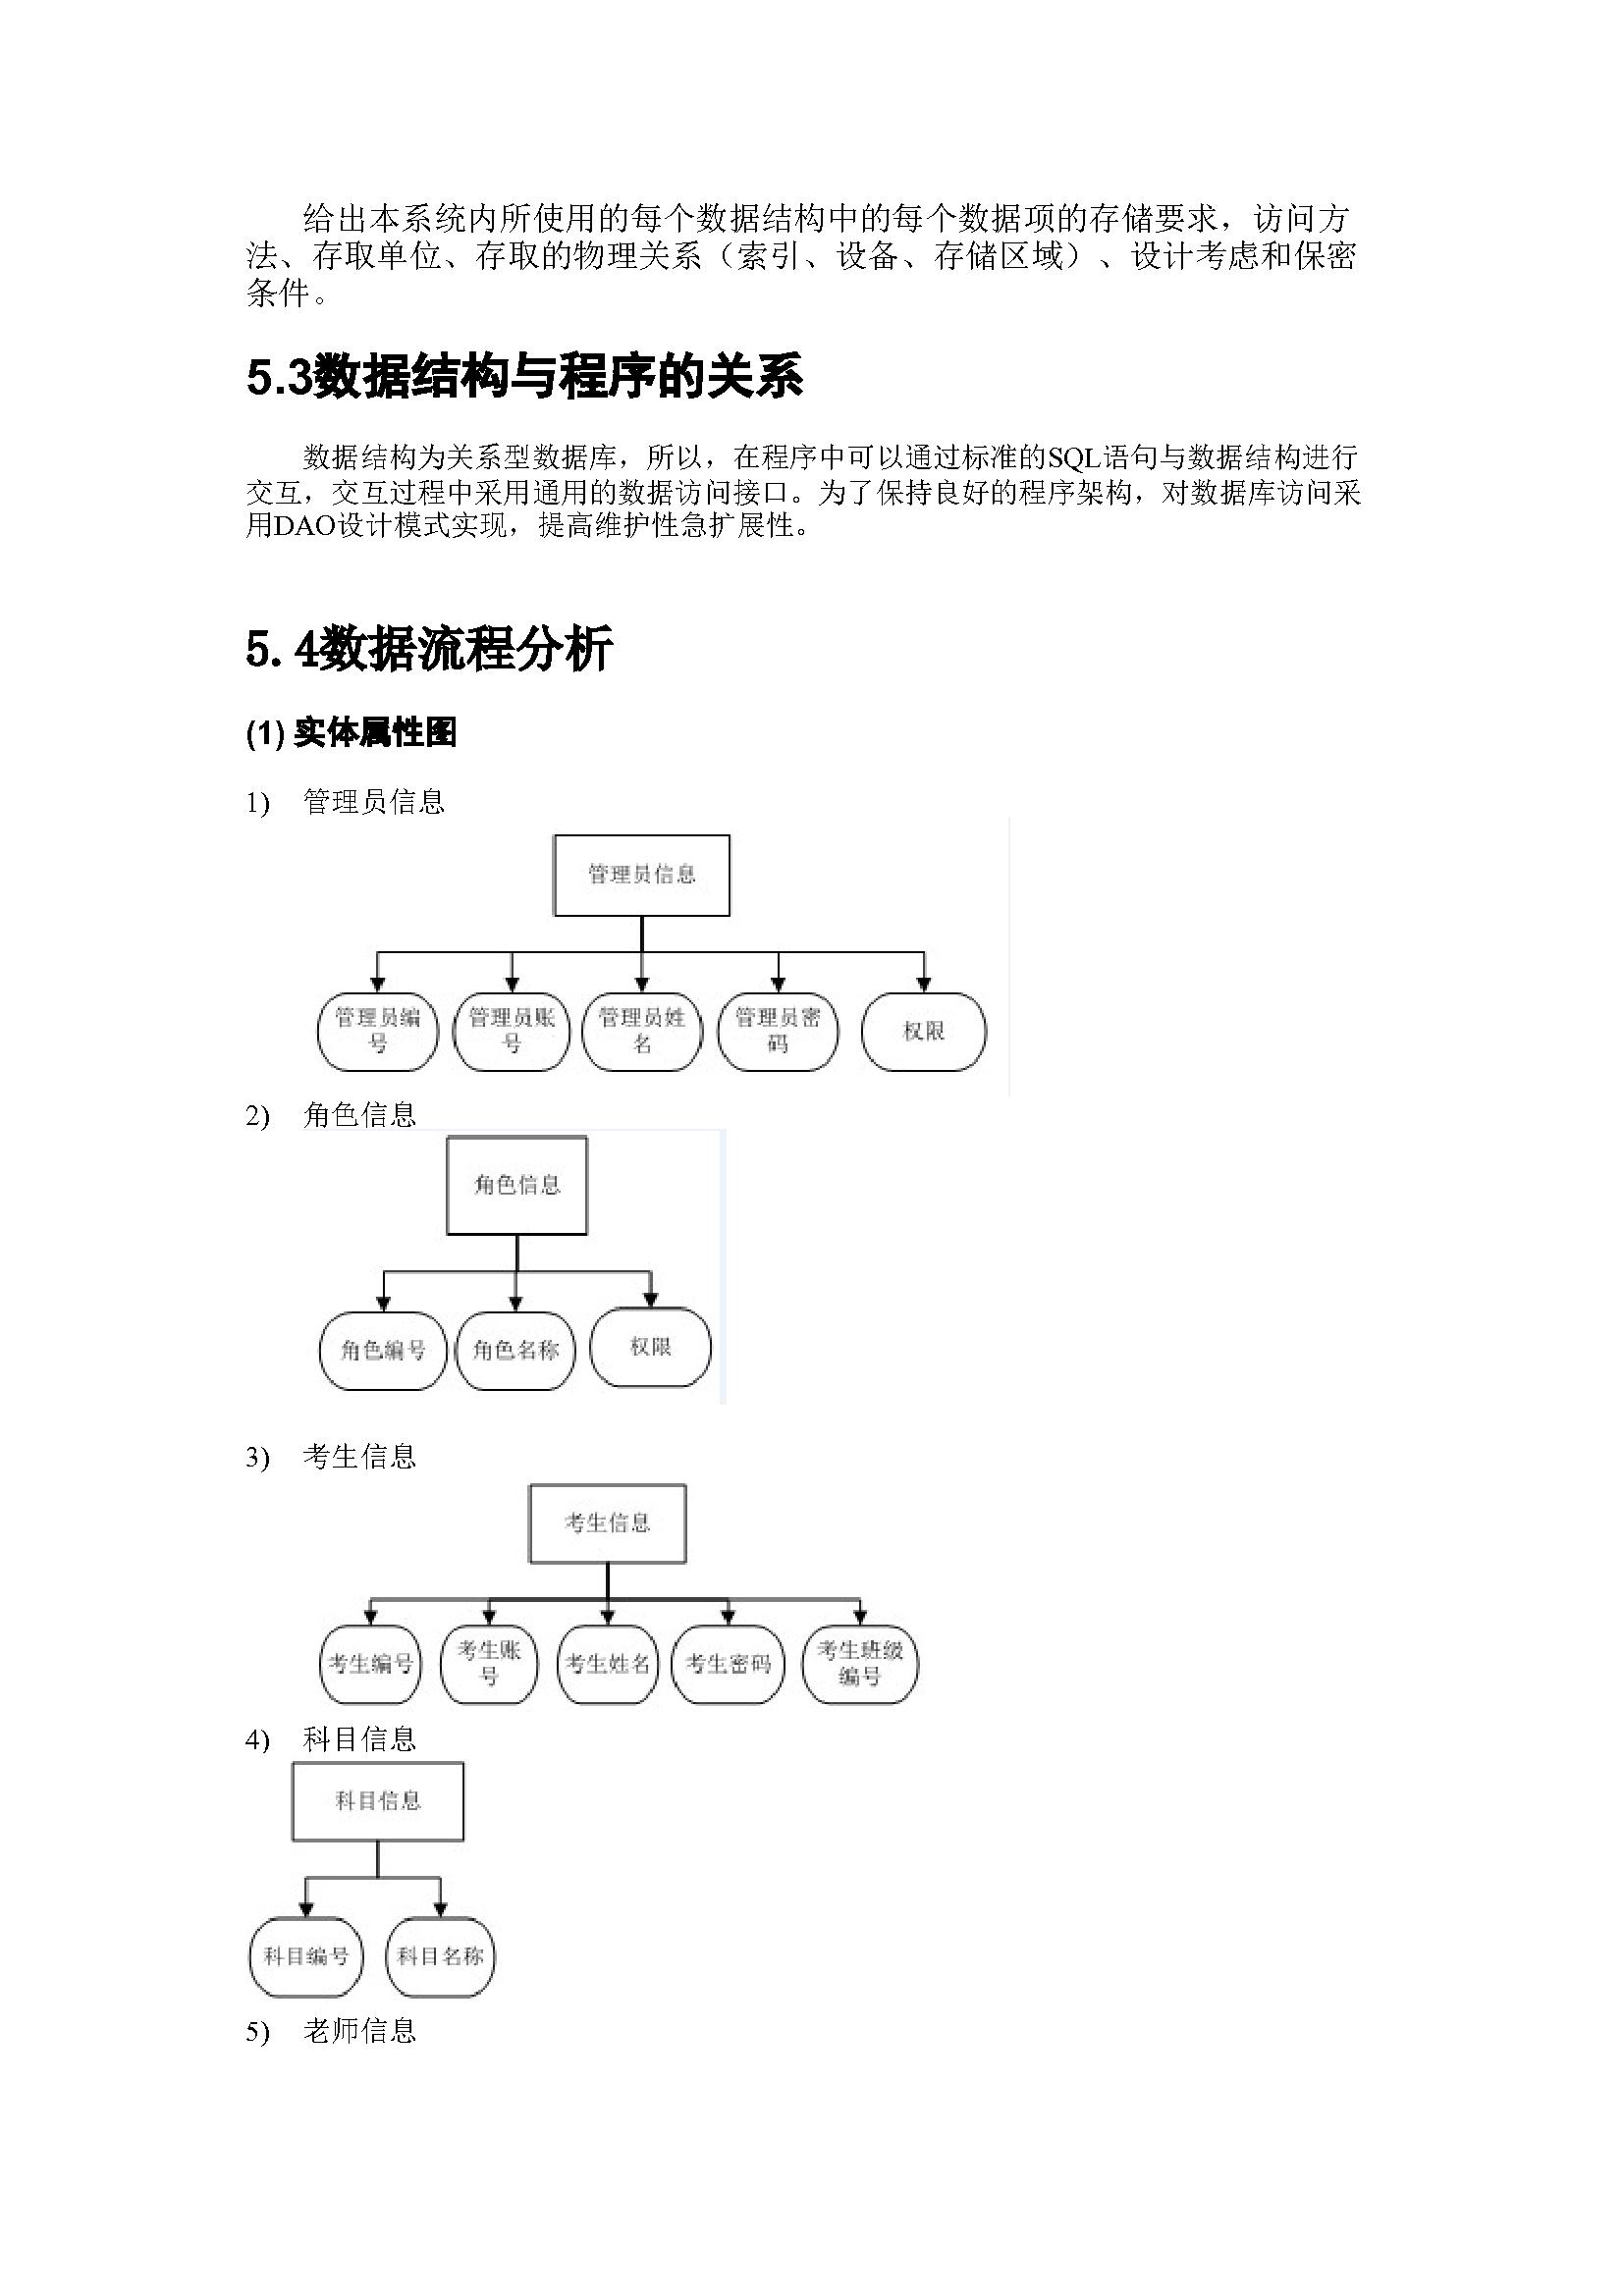 给出本系统内所使用的每个数据结构中的每个数据项的存储要求，访问方
法、存取单位、存取的物理关系（索引、设备、存储区域）、设计考虑和保密
条件。
5.3数据结构与程序的关系
数据结构为关系型数据库，所以，在程序中可以通过标准的SQL语句与数据结构进行
交互，交互过程中采用通用的数据访问接口。为了保持良好的程序架构，对数据库访问采
用DAO设计模式实现，提高维护性急扩展性。
5.4数据流程分析
(1) 实体属性图
1) 管理员信息
管理员信息
管理员编
号
管理员账
号
管理员姓
名
管理员密
码
权限
2) 角色信息
角色信息
角色编号
角色名称
权限
3) 考生信息
考生信息
考生编号
考生账
号
考生姓名
考生密码
考生班级
编号
4) 科目信息
科目信息
科目编号
科目名称
5) 老师信息